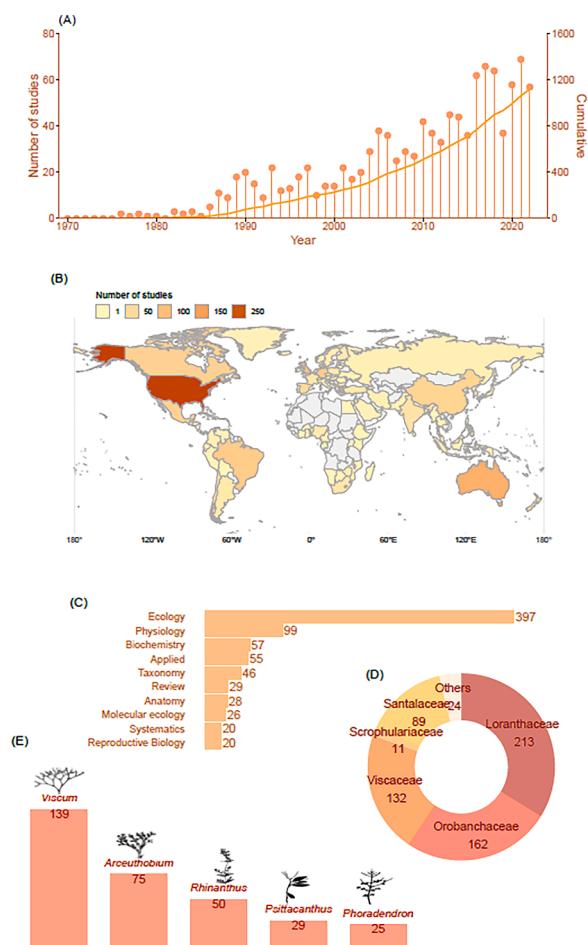 (A)
80
60
40
20
0
1600
1200
800
400
0
Number of studies
Cumulative
1970
1980
1990
2000
2010
2020
Year
(B)
Number of studies
1
50
100
150
250
180°
120°W
60°W
0°
60°E
120°E
180°
(C)
Ecology 397
Physiology 99
Biochemistry 57
Applied 55
Taxonomy 46
Review 29
Anatomy 28
Molecular ecology 26
Systematics 20
Reproductive Biology 20
(D)
Others
24
Santalaceae
89
Scrophulariaceae
11
Viscaceae
132
Loranthaceae
213
Orobanchaceae
162
(E)
Viscum
139
Arceuthobium
75
Rhinanthus
50
Psittacanthus
29
Phoradendron
25